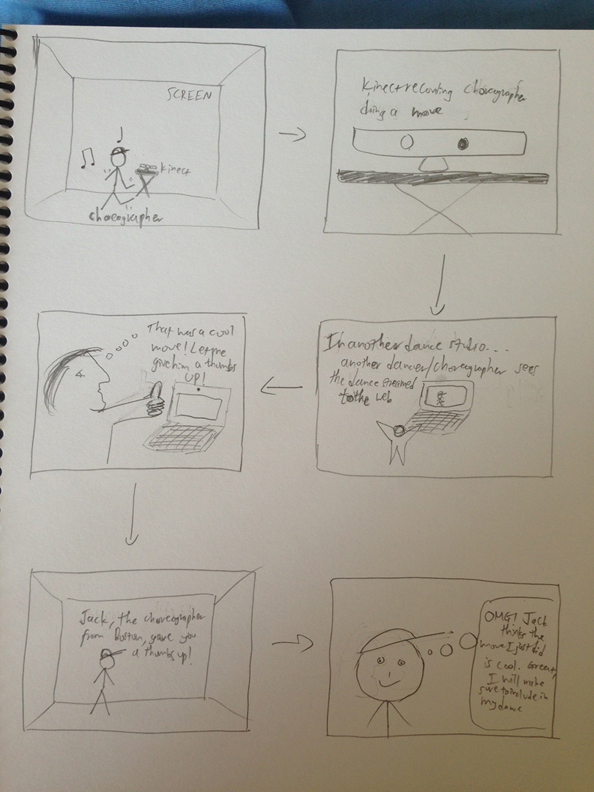 SCREEN
Kinect
choreographer
Kinect recording choreographer
doing a move
In another dance studio...
another dancer/choreographer sees
the dance streamed
to the web
That was a cool
move! Let me
give him a thumbs
UP!
Jack, the choreographer
from Boston, gave you
a thumbs up!
OMG! Jack
thinks the
move I just did
is cool. Great,
I will make
sure to include in
my dance